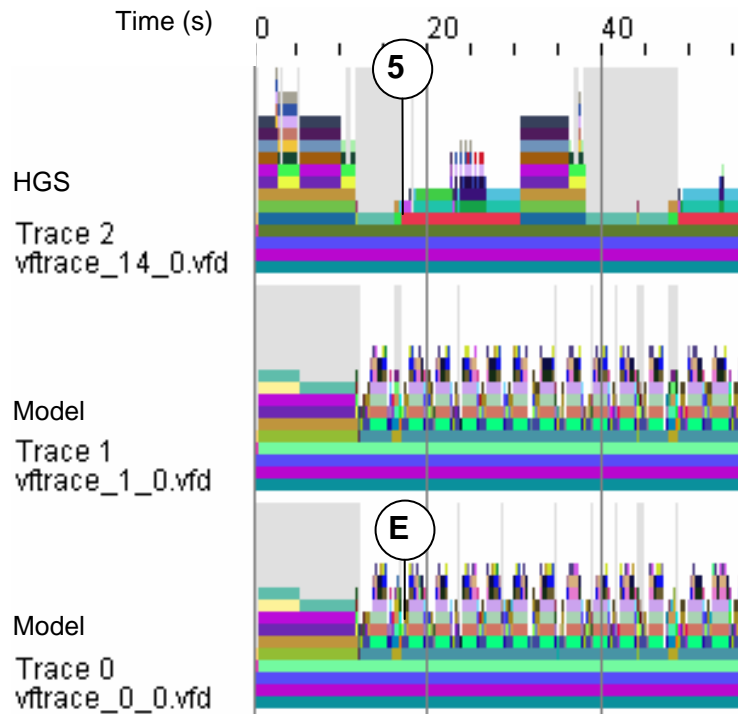 Time (s) 0 20 40
5
HGS
Trace 2
vftrace_14_0.vfd
Model
Trace 1
vftrace_1_0.vfd
E
Model
Trace 0
vftrace_0_0.vfd